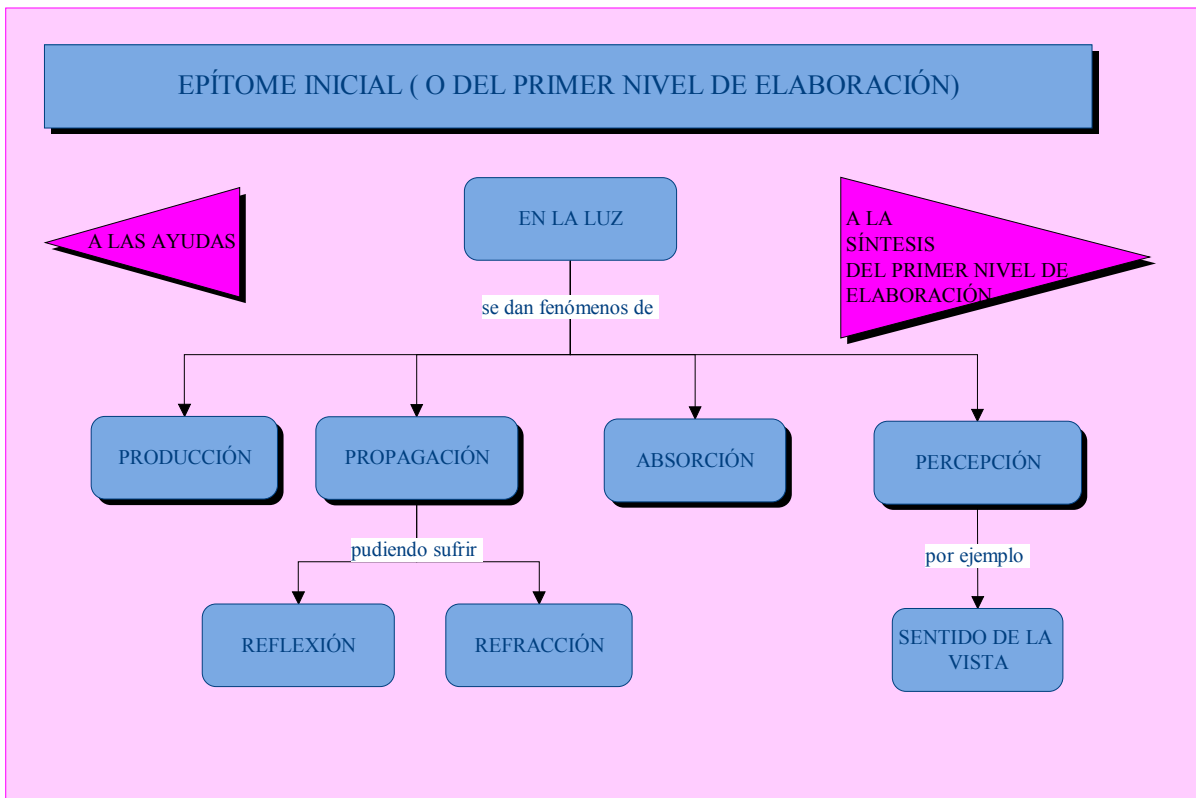 EPÍTOME INICIAL ( O DEL PRIMER NIVEL DE ELABORACIÓN)
A LAS AYUDAS
EN LA LUZ
A LA
SÍNTESIS
DEL PRIMER NIVEL DE
ELABORACIÓN
se dan fenómenos de
PRODUCCIÓN
PROPAGACIÓN
ABSORCIÓN
PERCEPCIÓN
pudiendo sufrir
por ejemplo
REFLEXIÓN
REFRACCIÓN
SENTIDO DE LA
VISTA